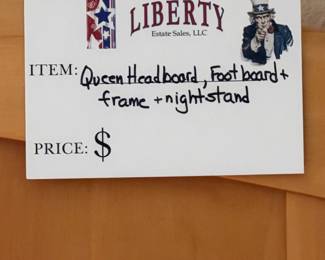 LIBERTY
Estate Sales, LLC
ITEM: Queen Headboard, Footboard +
frame + nightstand
PRICE: $